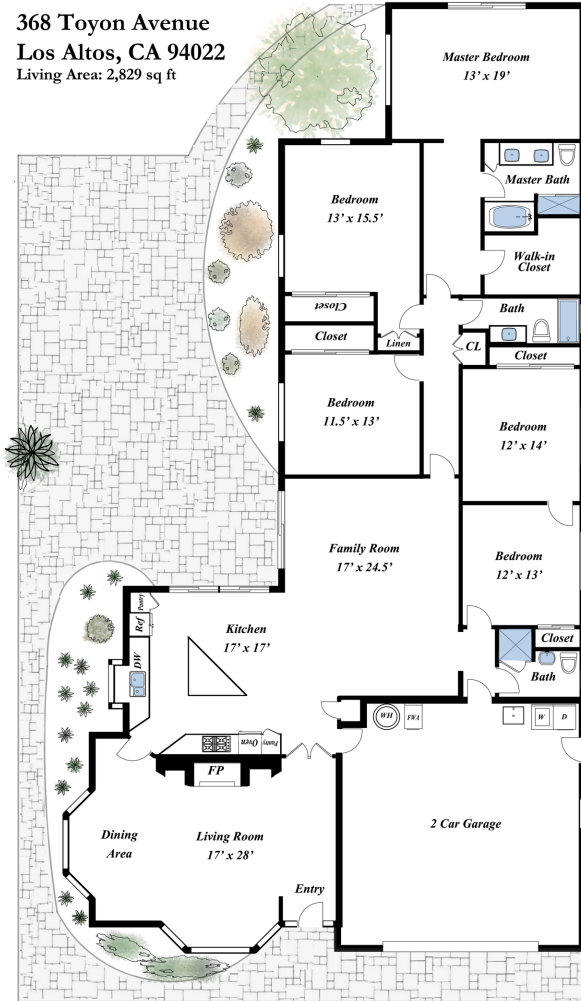 368 Toyon Avenue
Los Altos, CA 94022
Living Area: 2,829 sq ft
Master Bedroom
13’ x 19’
Master Bath
Bedroom
13’ x 15.5’
Walk-in
Closet
Closet
Bath
Closet
Linen
CL
Closet
Bedroom
11.5’ x 13’
Bedroom
12’ x 14’
Family Room
17’ x 24.5’
Bedroom
12’ x 13’
Pantry
Ref
Kitchen
17’ x 17’
DW
Closet
Bath
WH
FWA
W
D
Oven
Pantry
FP
Dining
Area
Living Room
17’ x 28’
2 Car Garage
Entry